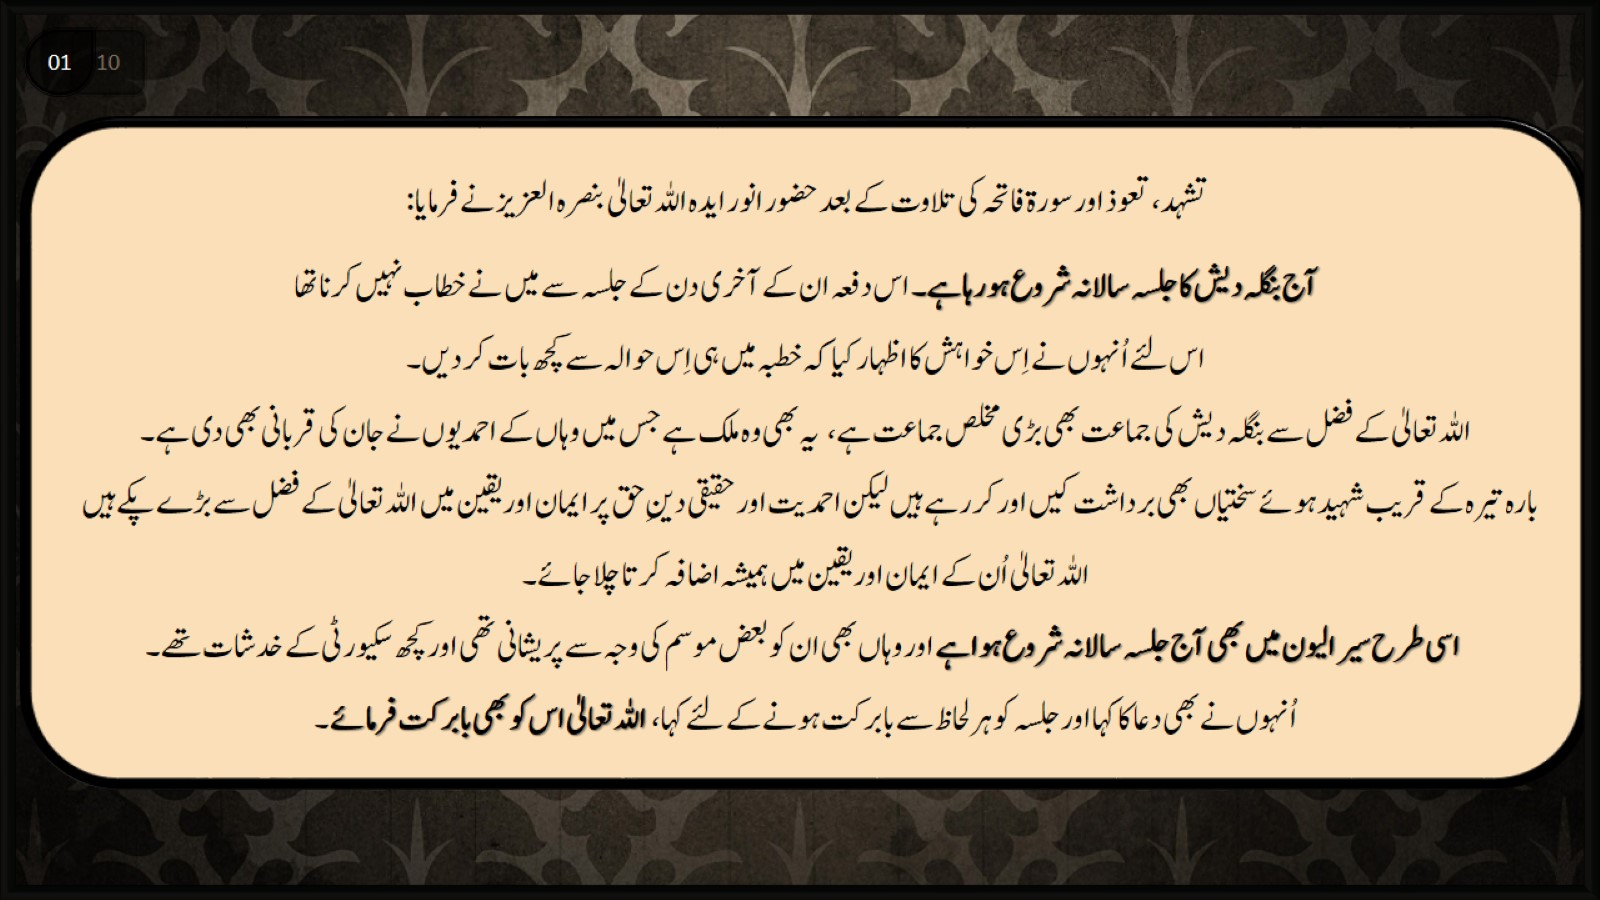 01 10
تشہد، تعوذ اور سورۃ فاتحہ کی تلاوت کے بعد حضور انور ایدہ اللہ تعالیٰ بنصرہ العزیز نے فرمایا:
آج بنگلہ دیش کا جلسہ سالانہ شروع ہو رہا ہے۔ اس دفعہ ان کے آخری دن کے جلسہ سے میں نے خطاب نہیں کرنا تھا
اس لئے اُنہوں نے اِس خواہش کا اظہار کیا کہ خطبہ میں ہی اِس حوالہ سے کچھ بات کر دیں۔
اللہ تعالیٰ کے فضل سے بنگلہ دیش کی جماعت بھی بڑی مخلص جماعت ہے، یہ بھی وہ ملک ہے جس میں وہاں کے احمدیوں نے جان کی قربانی بھی دی ہے۔
بارہ تیرہ کے قریب شہید ہوئے سختیاں بھی برداشت کیں اور کر رہے ہیں لیکن احمدیت اور حقیقی دینِ حق پر ایمان اور یقین میں اللہ تعالیٰ کے فضل سے بڑے پکے ہیں
اللہ تعالیٰ اُن کے ایمان اور یقین میں ہمیشہ اضافہ کرتا چلا جائے۔
اسی طرح سیرالیون میں بھی آج جلسہ سالانہ شروع ہوا ہے اور وہاں بھی ان کو بعض موسم کی وجہ سے پریشانی تھی اور کچھ سکیورٹی کے خدشات تھے۔
اُنہوں نے بھی دعا کا کہا اور جلسہ کو ہر لحاظ سے بابرکت ہونے کے لئے کہا، اللہ تعالیٰ اس کو بھی بابرکت فرمائے۔